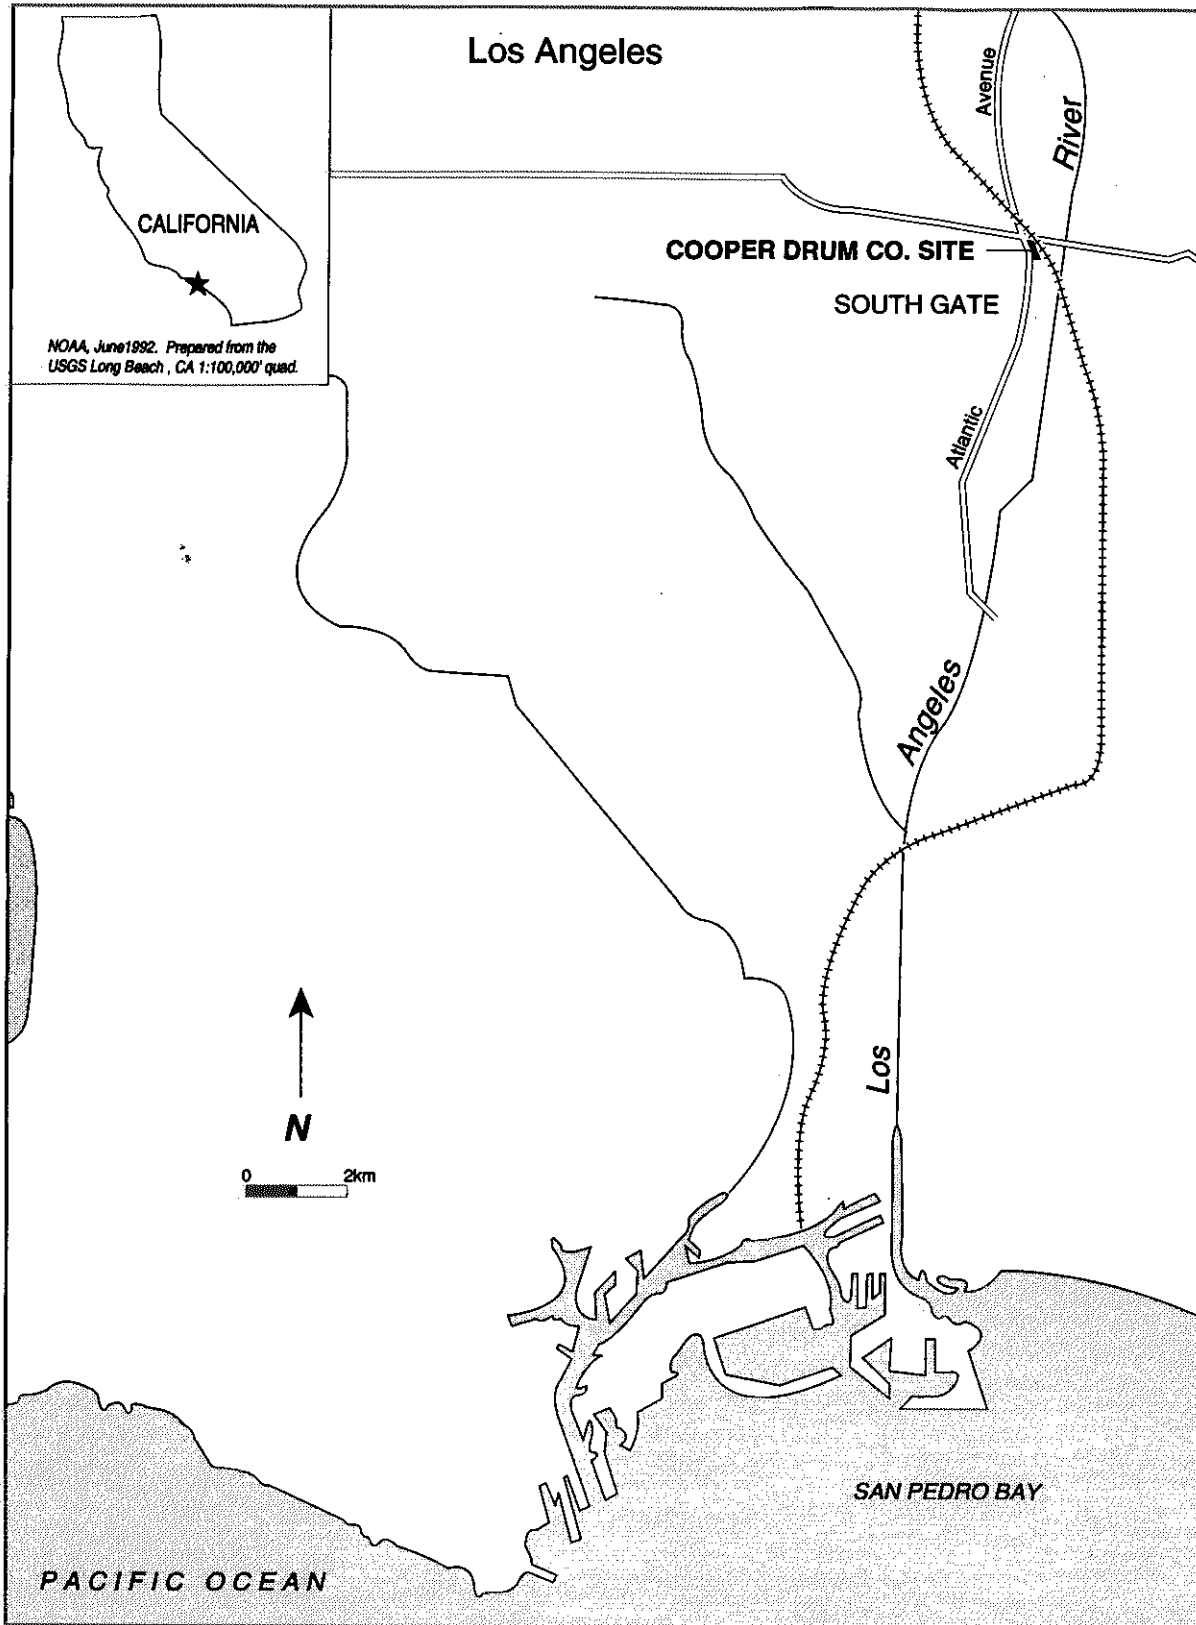 Los Angeles
Avenue
River
CALIFORNIA
COOPER DRUM CO. SITE
SOUTH GATE
NOAA, June1992. Prepared from the
USGS Long Beach , CA 1:100,000' quad.
Atlantic
Angeles
Los
N
0 2km
SAN PEDRO BAY
PACIFIC OCEAN